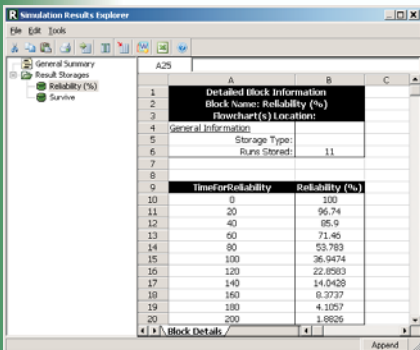 Simulation Results Explorer
File Edit Tools
General Summary
Result Storages
Reliability (%)
Survive
A25
A B C
1 Detailed Block Information
2 Block Name: Reliability (%)
3 Flowchart(s) Location:
4 General Information
5 Storage Type:
6 Runs Stored: 11
7
8
9 TimeForReliability Reliability (%)
10 0 100
11 20 96.74
12 40 85.9
13 60 71.46
14 80 53.783
15 100 36.9474
16 120 22.8583
17 140 14.0428
18 160 8.3737
19 180 4.1057
20 200 1.8826
Block Details
Append